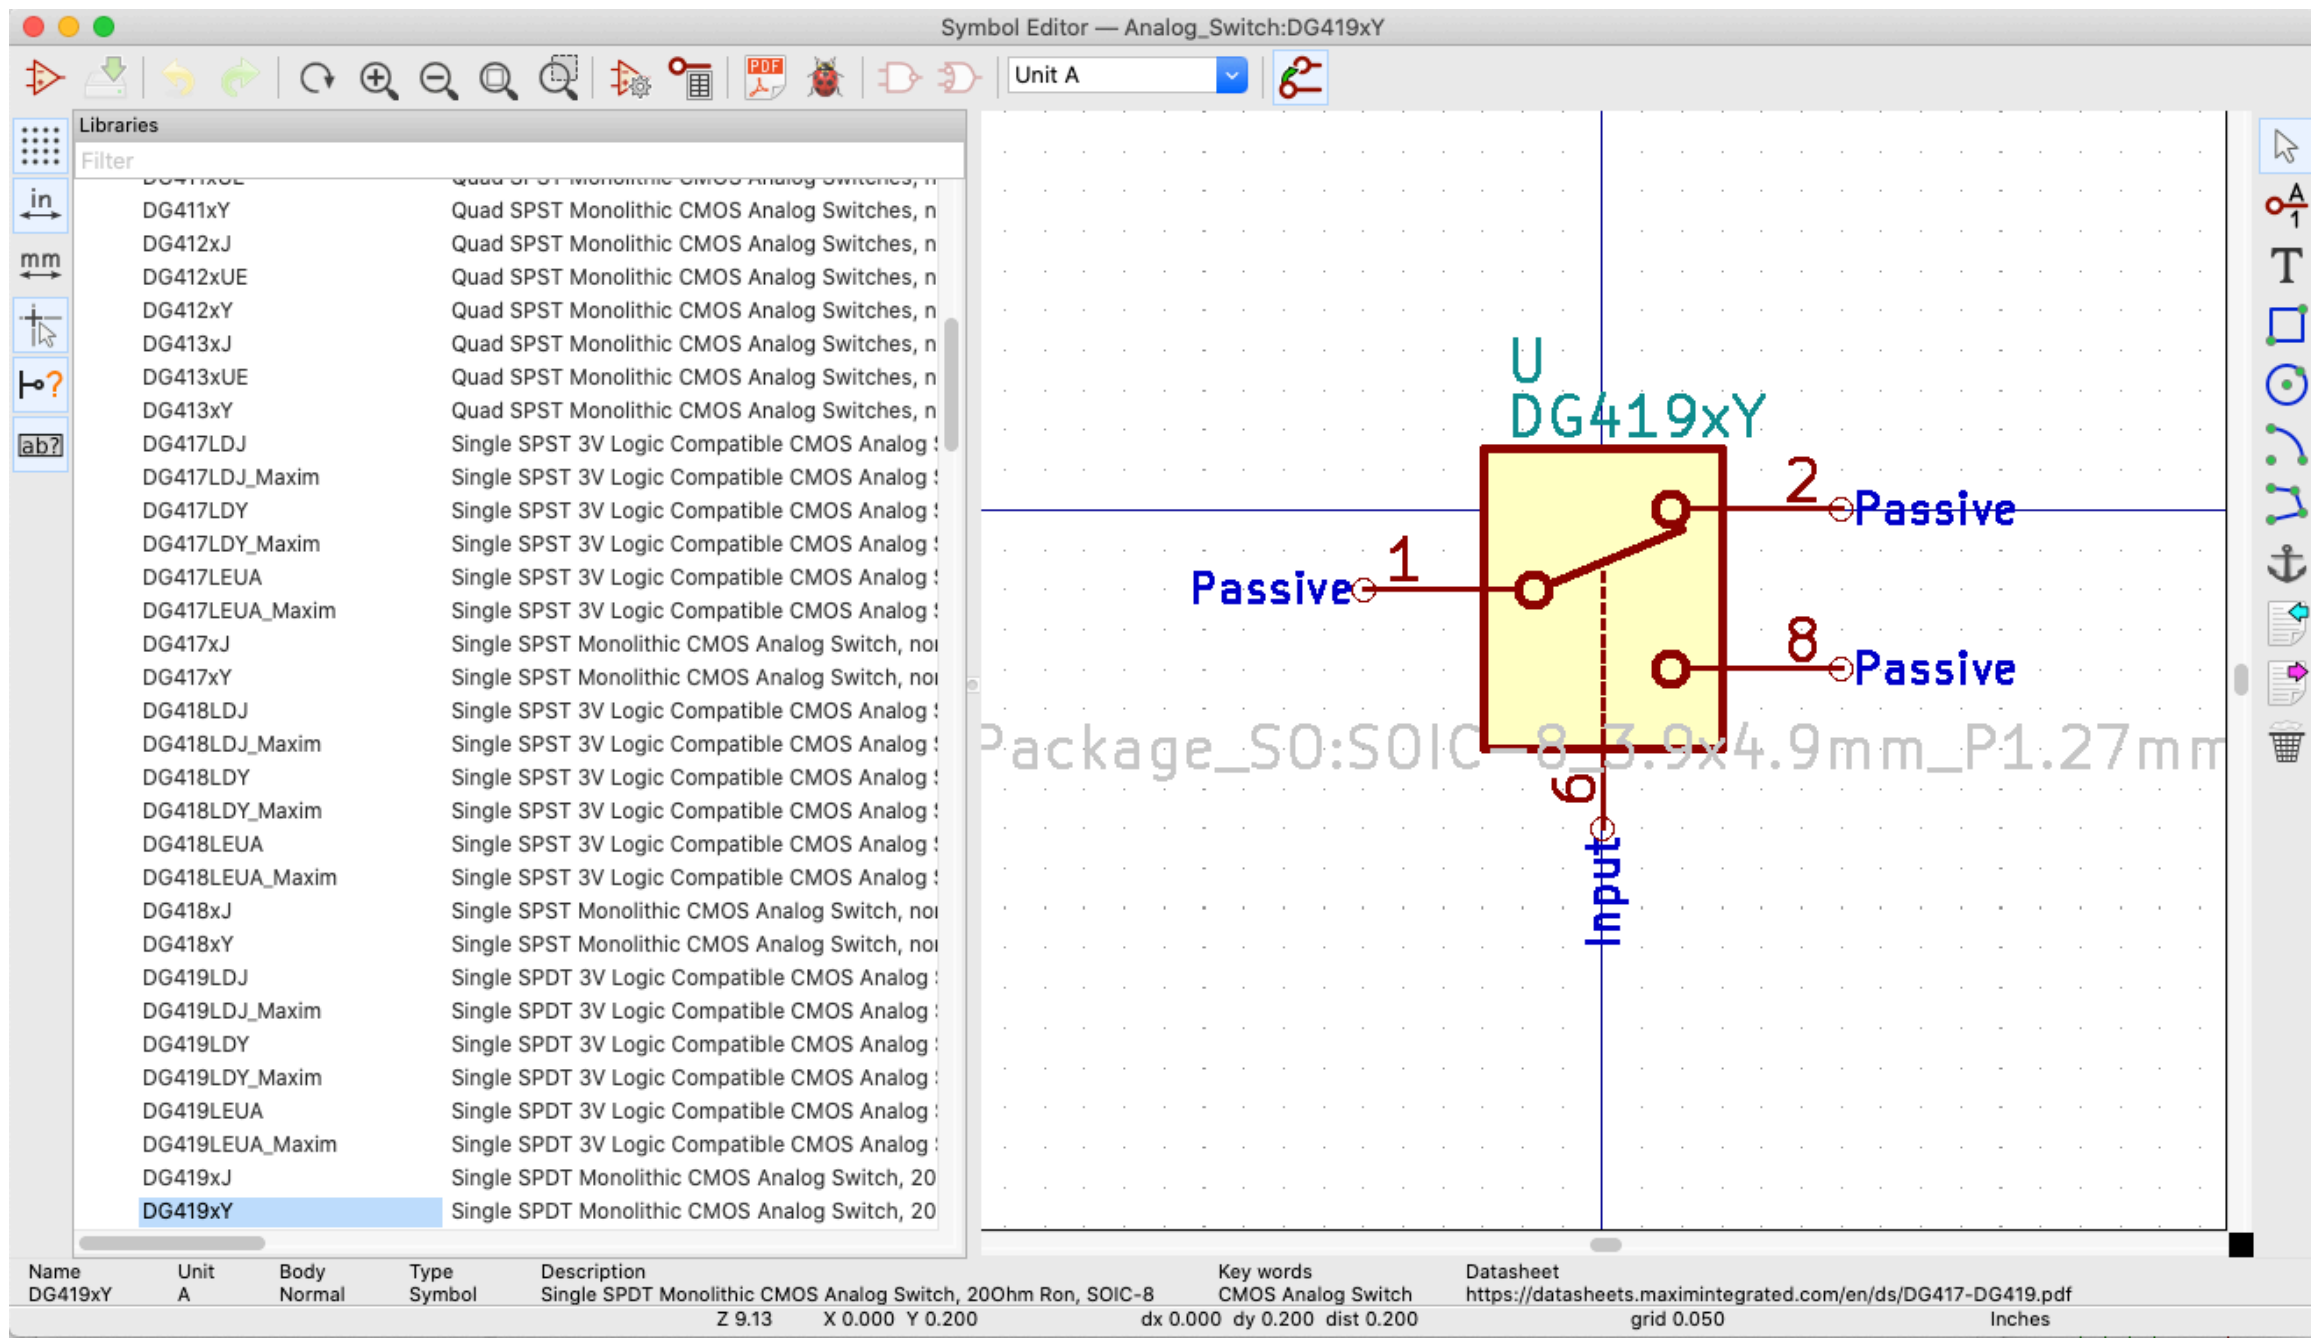 Symbol Editor — Analog_Switch:DG419xY
PDF
Unit A
Libraries
Filter
in
mm
ab?
A
1
T
DG411xUE Quad SPST Monolithic CMOS Analog Switches, n
DG411xY Quad SPST Monolithic CMOS Analog Switches, n
DG412xJ Quad SPST Monolithic CMOS Analog Switches, n
DG412xUE Quad SPST Monolithic CMOS Analog Switches, n
DG412xY Quad SPST Monolithic CMOS Analog Switches, n
DG413xJ Quad SPST Monolithic CMOS Analog Switches, n
DG413xUE Quad SPST Monolithic CMOS Analog Switches, n
DG413xY Quad SPST Monolithic CMOS Analog Switches, n
DG417LDJ Single SPST 3V Logic Compatible CMOS Analog
DG417LDJ_Maxim Single SPST 3V Logic Compatible CMOS Analog
DG417LDY Single SPST 3V Logic Compatible CMOS Analog
DG417LDY_Maxim Single SPST 3V Logic Compatible CMOS Analog
DG417LEUA Single SPST 3V Logic Compatible CMOS Analog
DG417LEUA_Maxim Single SPST 3V Logic Compatible CMOS Analog
DG417xJ Single SPST Monolithic CMOS Analog Switch, nor
DG417xY Single SPST Monolithic CMOS Analog Switch, nor
DG418LDJ Single SPST 3V Logic Compatible CMOS Analog
DG418LDJ_Maxim Single SPST 3V Logic Compatible CMOS Analog
DG418LDY Single SPST 3V Logic Compatible CMOS Analog
DG418LDY_Maxim Single SPST 3V Logic Compatible CMOS Analog
DG418LEUA Single SPST 3V Logic Compatible CMOS Analog
DG418LEUA_Maxim Single SPST 3V Logic Compatible CMOS Analog
DG418xJ Single SPST Monolithic CMOS Analog Switch, nor
DG418xY Single SPST Monolithic CMOS Analog Switch, nor
DG419LDJ Single SPDT 3V Logic Compatible CMOS Analog
DG419LDJ_Maxim Single SPDT 3V Logic Compatible CMOS Analog
DG419LDY Single SPDT 3V Logic Compatible CMOS Analog
DG419LDY_Maxim Single SPDT 3V Logic Compatible CMOS Analog
DG419LEUA Single SPDT 3V Logic Compatible CMOS Analog
DG419LEUA_Maxim Single SPDT 3V Logic Compatible CMOS Analog
DG419xJ Single SPDT Monolithic CMOS Analog Switch, 20
DG419xY Single SPDT Monolithic CMOS Analog Switch, 20
U
DG419xY
2 Passive
Passive 1
8 Passive
Package_SO:SOIC-8_3.9x4.9mm_P1.27mm
6
Input
Name Unit Body Type Description Key words Datasheet
DG419xY A Normal Symbol Single SPDT Monolithic CMOS Analog Switch, 20Ohm Ron, SOIC-8 CMOS Analog Switch https://datasheets.maximintegrated.com/en/ds/DG417-DG419.pdf
Z 9.13 X 0.000 Y 0.200 dx 0.000 dy 0.200 dist 0.200 grid 0.050 Inches